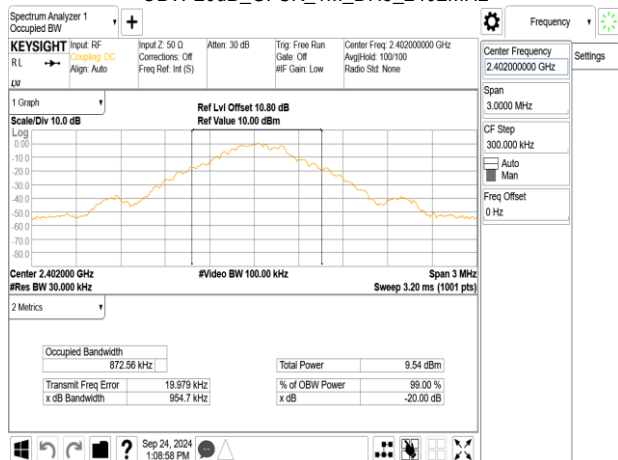 Spectrum Analyzer 1
Occupied BW
Frequency
KEYSIGHT
Input: RF
Coupling: DC
Align: Auto
Input Z: 50 Ω
Corrections: Off
Freq Ref: Int (S)
Atten: 30 dB
Trig: Free Run
Gate: Off
#IF Gain: Low
Center Freq: 2.402000000 GHz
Avg|Hold: 100/100
Radio Std: None
RL
LXI
Center Frequency
2.402000000 GHz
Settings
Span
3.0000 MHz
CF Step
300.000 kHz
Auto
Man
Freq Offset
0 Hz
1 Graph
Scale/Div 10.0 dB
Ref Lvl Offset 10.80 dB
Ref Value 10.00 dBm
Log
0.00
-10.0
-20.0
-30.0
-40.0
-50.0
-60.0
-70.0
-80.0
Center 2.402000 GHz
#Video BW 100.00 kHz
Span 3 MHz
#Res BW 30.000 kHz
Sweep 3.20 ms (1001 pts)
2 Metrics
Occupied Bandwidth
872.56 kHz
Total Power 9.54 dBm
Transmit Freq Error 19.979 kHz
% of OBW Power 99.00 %
x dB Bandwidth 954.7 kHz
x dB -20.00 dB
Sep 24, 2024
1:08:58 PM